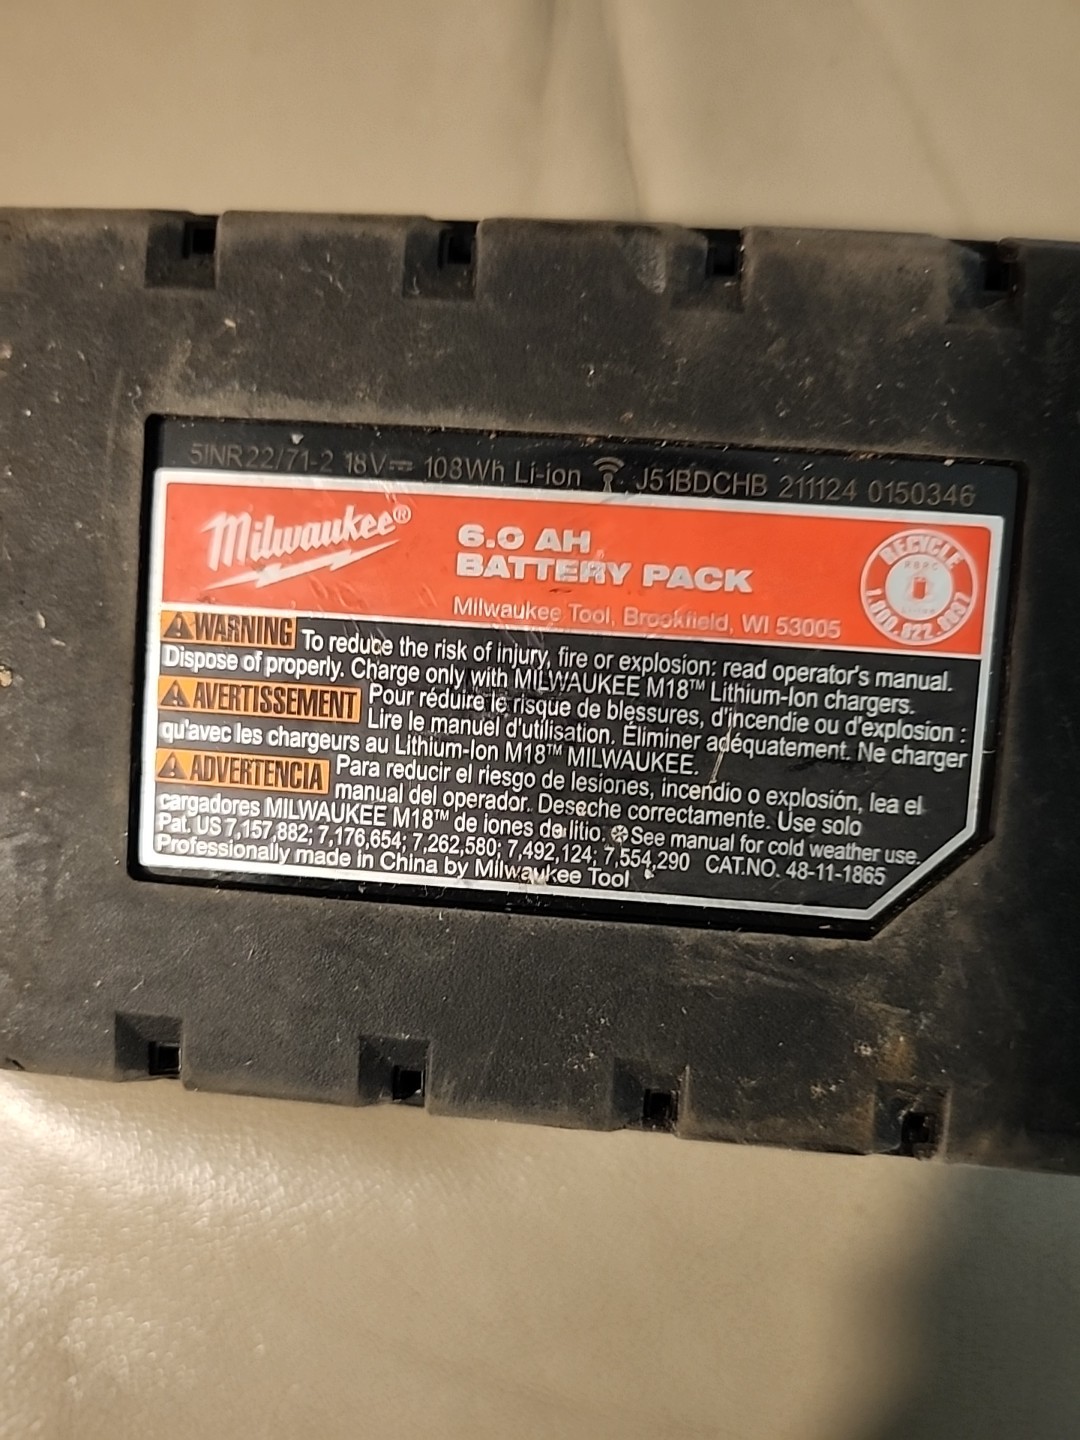 5INR22/71-2 18V⎓ 108Wh Li-ion J51BDCHB 211124 0150346
Milwaukee®
6.0 AH
BATTERY PACK
Milwaukee Tool, Brookfield, WI 53005
RECYCLE
RBRC
Li-Ion
1.800.822.8837
WARNING To reduce the risk of injury, fire or explosion: read operator's manual.
Dispose of properly. Charge only with MILWAUKEE M18™ Lithium-Ion chargers.
AVERTISSEMENT Pour réduire le risque de blessures, d'incendie ou d'explosion :
Lire le manuel d'utilisation. Éliminer adéquatement. Ne charger
qu'avec les chargeurs au Lithium-Ion M18™ MILWAUKEE.
ADVERTENCIA Para reducir el riesgo de lesiones, incendio o explosión, lea el
manual del operador. Deseche correctamente. Use solo
cargadores MILWAUKEE M18™ de iones de litio. See manual for cold weather use.
Pat. US 7,157,882; 7,176,654; 7,262,580; 7,492,124; 7,554,290 CAT.NO. 48-11-1865
Professionally made in China by Milwaukee Tool